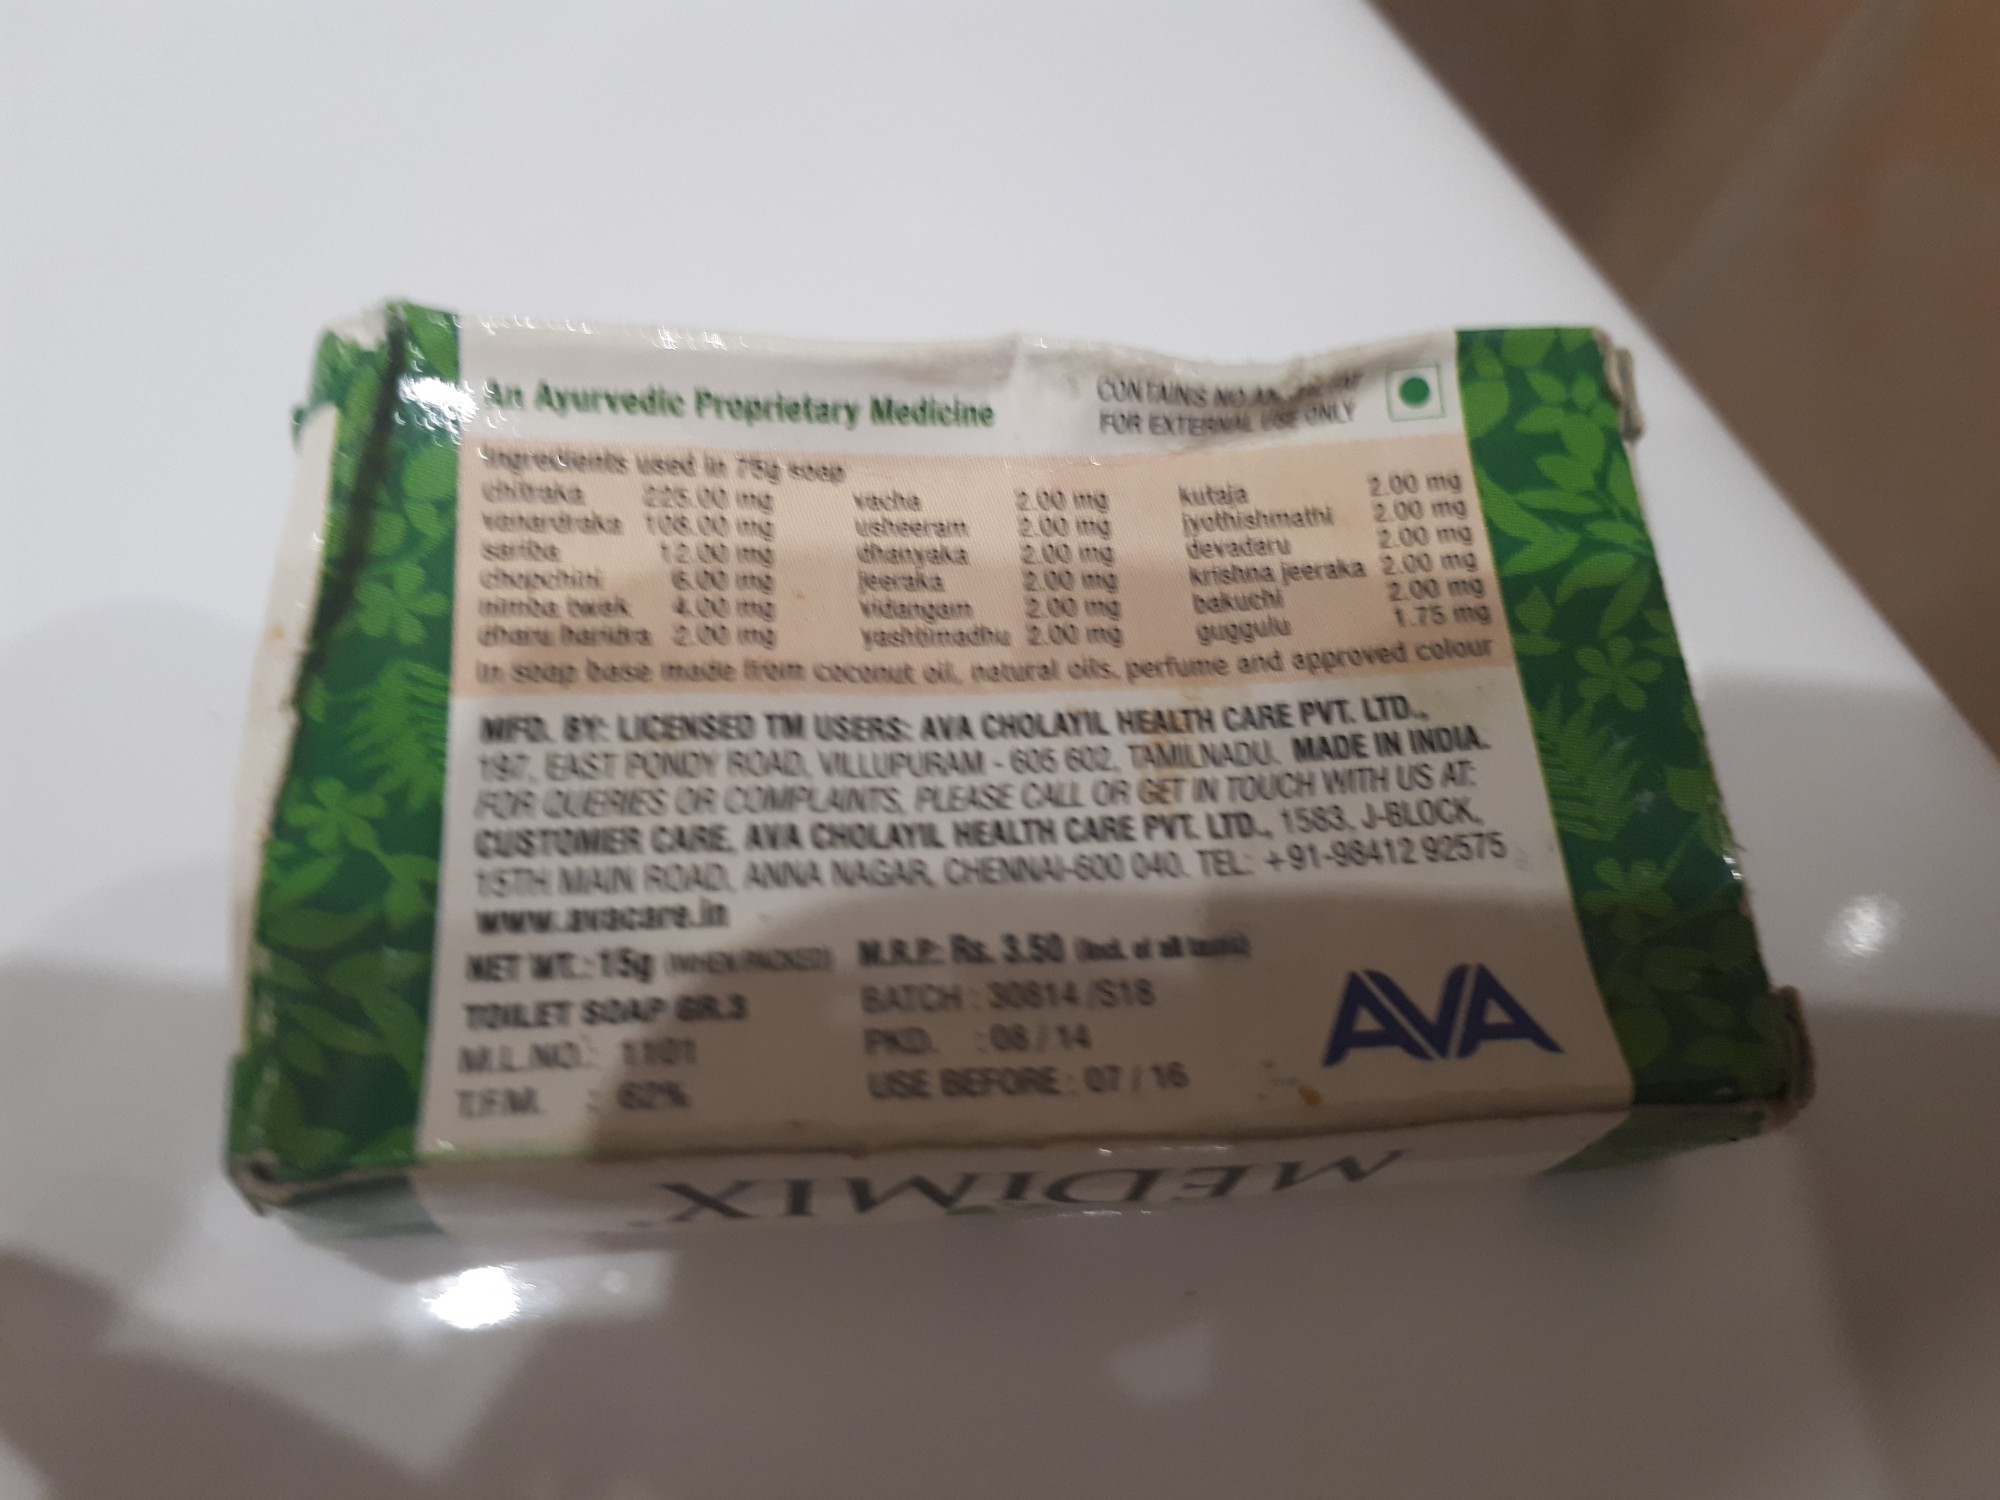 An Ayurvedic Proprietary Medicine
CONTAINS NO
FOR EXTERNAL USE ONLY
Ingredients used in 75g soap
chitraka 225.00 mg vacha 2.00 mg kutaja 2.00 mg
vanardraka 108.00 mg usheeram 2.00 mg jyothishmathi 2.00 mg
sariba 12.00 mg dhanyaka 2.00 mg devadaru 2.00 mg
chopchini 6.00 mg jeeraka 2.00 mg krishna jeeraka 2.00 mg
nimba twak 4.00 mg vidangam 2.00 mg bakuchi 2.00 mg
dharu haridra 2.00 mg yashtimadhu 2.00 mg guggulu 1.75 mg
In soap base made from coconut oil, natural oils, perfume and approved colour
MFD. BY: LICENSED TM USERS: AVA CHOLAYIL HEALTH CARE PVT. LTD.,
197, EAST PONDY ROAD, VILLUPURAM - 605 602, TAMILNADU. MADE IN INDIA.
FOR QUERIES OR COMPLAINTS, PLEASE CALL OR GET IN TOUCH WITH US AT:
CUSTOMER CARE, AVA CHOLAYIL HEALTH CARE PVT. LTD., 1583, J-BLOCK,
15TH MAIN ROAD, ANNA NAGAR, CHENNAI-600 040. TEL: +91-98412 92575
www.avacare.in
NET WT.: 15g (WHEN PACKED) M.R.P.: Rs. 3.50 (Incl. of all taxes)
TOILET SOAP GR.3 BATCH : 30814 /S18
M.L.NO.: 1101 PKD. : 08 / 14
T.F.M. : 62% USE BEFORE : 07 / 16
AVA
MEDIMIX